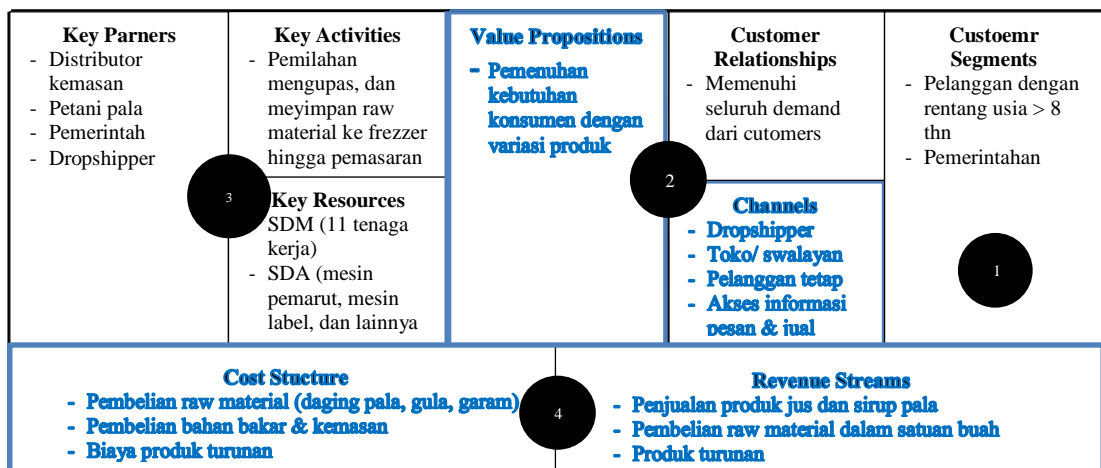 Key Parners
- Distributor
kemasan
- Petani pala
- Pemerintah
- Dropshipper
Key Activities
- Pemilahan
mengupas, dan
meyimpan raw
material ke frezzer
hingga pemasaran
3
Key Resources
- SDM (11 tenaga
kerja)
- SDA (mesin
pemarut, mesin
label, dan lainnya
Value Propositions
- Pemenuhan
kebutuhan
konsumen dengan
variasi produk
Customer
Relationships
- Memenuhi
seluruh demand
dari cutomers
2
Channels
- Dropshipper
- Toko/ swalayan
- Pelanggan tetap
- Akses informasi
pesan & jual
Custoemr
Segments
- Pelanggan dengan
rentang usia > 8
thn
- Pemerintahan
1
Cost Stucture
- Pembelian raw material (daging pala, gula, garam)
- Pembelian bahan bakar & kemasan
- Biaya produk turunan
4
Revenue Streams
- Penjualan produk jus dan sirup pala
- Pembelian raw material dalam satuan buah
- Produk turunan